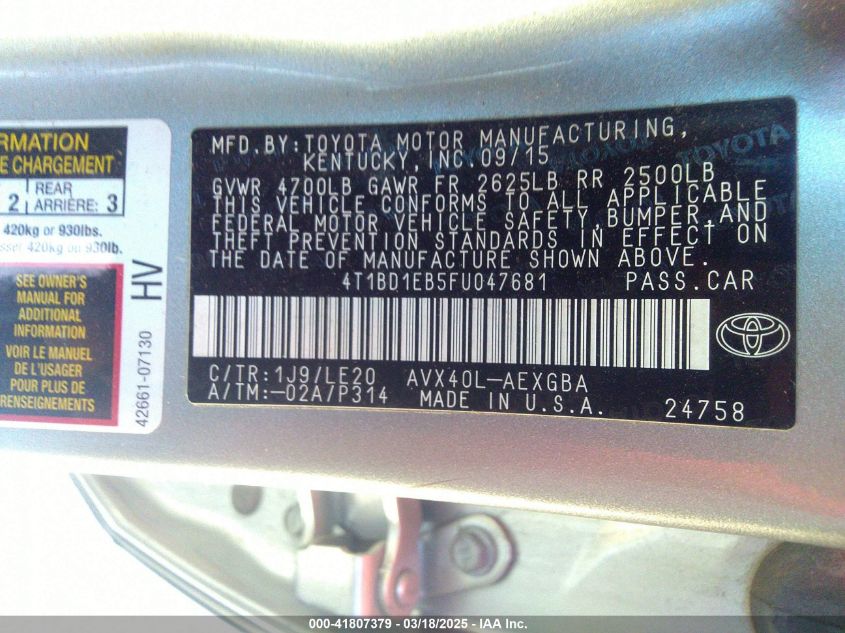 RMATION
E CHARGEMENT
2 REAR ARRIÈRE: 3
420kg or 930lbs.
420kg ou 930lb.
SEE OWNER'S
MANUAL FOR
ADDITIONAL
INFORMATION
VOIR LE MANUEL
DU
POUR PLUS DE
RENSEIGNEMENTS
HV
42661-07130
MFD.BY:TOYOTA MOTOR MANUFACTURING,
KENTUCKY,INC.09/15
GVWR 4700LB GAWR FR 2625LB RR 2500LB
THIS VEHICLE CONFORMS TO ALL APPLICABLE
FEDERAL MOTOR VEHICLE SAFETY,BUMPER,AND
THEFT PREVENTION STANDARDS IN EFFECT ON
THE DATE OF MANUFACTURE SHOWN ABOVE.
4T1BD1EB5FU047681 PASS.CAR
C/TR:1J9/LE20 AVX40L-AEXGBA
A/TM:-02A/P314 MADE IN U.S.A. 24758
TOYOTA
000-41807379 / 03/18/2025 / IAA Inc.